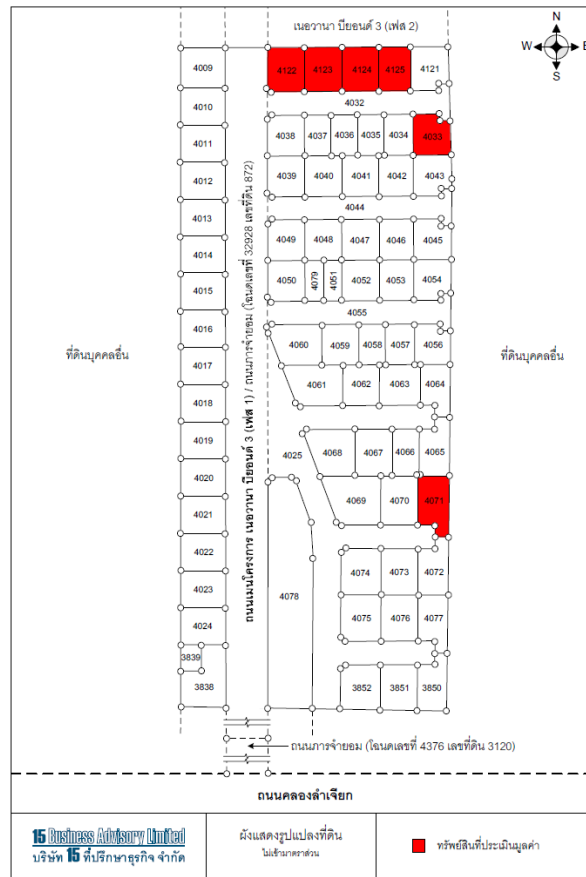 เนอวานา บียอนด์ 3 (เฟส 2)
N
W E
S
4009 4122 4123 4124 4125 4121
4010 4032
4011 4038 4037 4036 4035 4034 4033
4012 4039 4040 4041 4042 4043
4013 4044
4014 4049 4048 4047 4046 4045
4015 4050 4079 4051 4052 4053 4054
4055
4016 4060 4059 4058 4057 4056
ที่ดินบุคคลอื่น
ที่ดินบุคคลอื่น
4017
4018 4061 4062 4063 4064
4019 4025 4068 4067 4066 4065
4020
4021 4069 4070 4071
4022
4023 4078 4074 4073 4072
4024 4075 4076 4077
3839
3838 3852 3851 3850
ถนนเมนโครงการ เนอวานา บียอนด์ 3 (เฟส 1) / ถนนภาระจำยอม (โฉนดเลขที่ 32928 เลขที่ดิน 872)
ถนนภาระจำยอม (โฉนดเลขที่ 4376 เลขที่ดิน 3120)
ถนนคลองลำเจียก
15 Business Advisory Limited
บริษัท 15 ที่ปรึกษาธุรกิจ จำกัด
ผังแสดงรูปแปลงที่ดิน
ไม่เข้ามาตราส่วน
ทรัพย์สินที่ประเมินมูลค่า